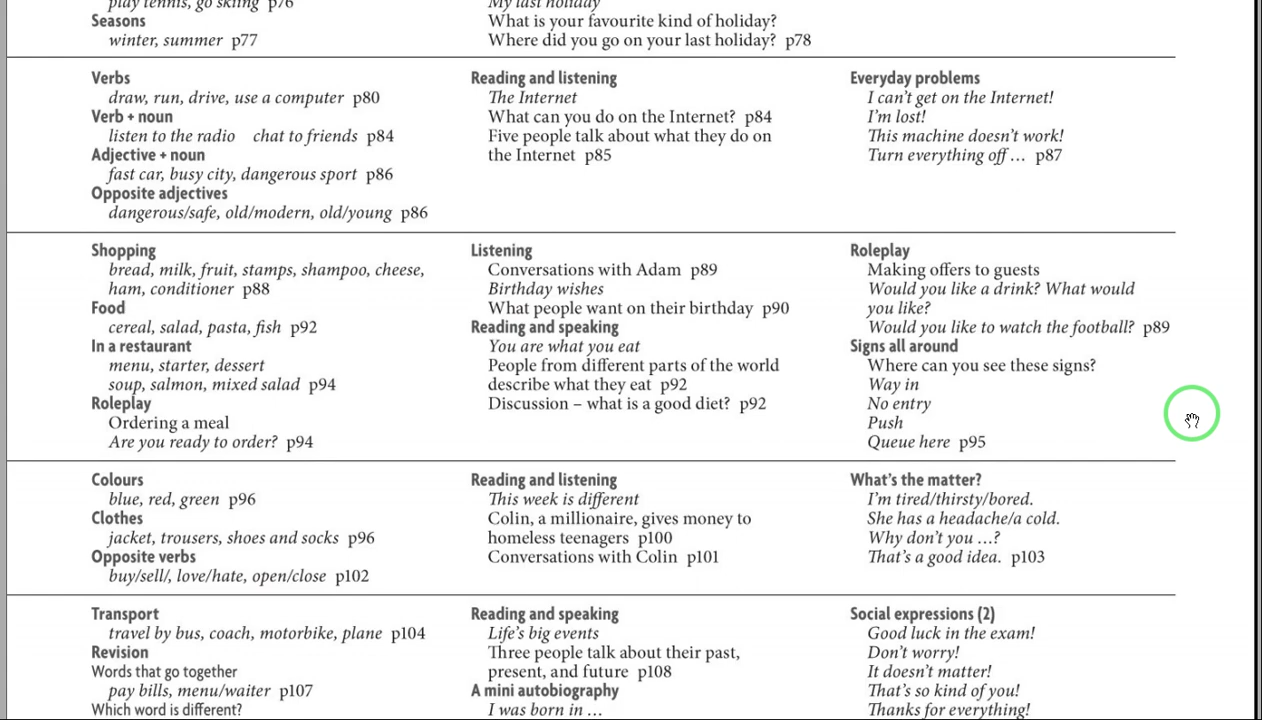 play tennis, go skiing p76
Seasons
winter, summer p77
My last holiday
What is your favourite kind of holiday?
Where did you go on your last holiday? p78
Verbs
draw, run, drive, use a computer p80
Verb + noun
listen to the radio chat to friends p84
Adjective + noun
fast car, busy city, dangerous sport p86
Opposite adjectives
dangerous/safe, old/modern, old/young p86
Reading and listening
The Internet
What can you do on the Internet? p84
Five people talk about what they do on
the Internet p85
Everyday problems
I can't get on the Internet!
I'm lost!
This machine doesn't work!
Turn everything off … p87
Shopping
bread, milk, fruit, stamps, shampoo, cheese,
ham, conditioner p88
Food
cereal, salad, pasta, fish p92
In a restaurant
menu, starter, dessert
soup, salmon, mixed salad p94
Roleplay
Ordering a meal
Are you ready to order? p94
Listening
Conversations with Adam p89
Birthday wishes
What people want on their birthday p90
Reading and speaking
You are what you eat
People from different parts of the world
describe what they eat p92
Discussion – what is a good diet? p92
Roleplay
Making offers to guests
Would you like a drink? What would
you like?
Would you like to watch the football? p89
Signs all around
Where can you see these signs?
Way in
No entry
Push
Queue here p95
Colours
blue, red, green p96
Clothes
jacket, trousers, shoes and socks p96
Opposite verbs
buy/sell/, love/hate, open/close p102
Reading and listening
This week is different
Colin, a millionaire, gives money to
homeless teenagers p100
Conversations with Colin p101
What's the matter?
I'm tired/thirsty/bored.
She has a headache/a cold.
Why don't you …?
That's a good idea. p103
Transport
travel by bus, coach, motorbike, plane p104
Revision
Words that go together
pay bills, menu/waiter p107
Which word is different?
Reading and speaking
Life's big events
Three people talk about their past,
present, and future p108
A mini autobiography
I was born in …
Social expressions (2)
Good luck in the exam!
Don't worry!
It doesn't matter!
That's so kind of you!
Thanks for everything!